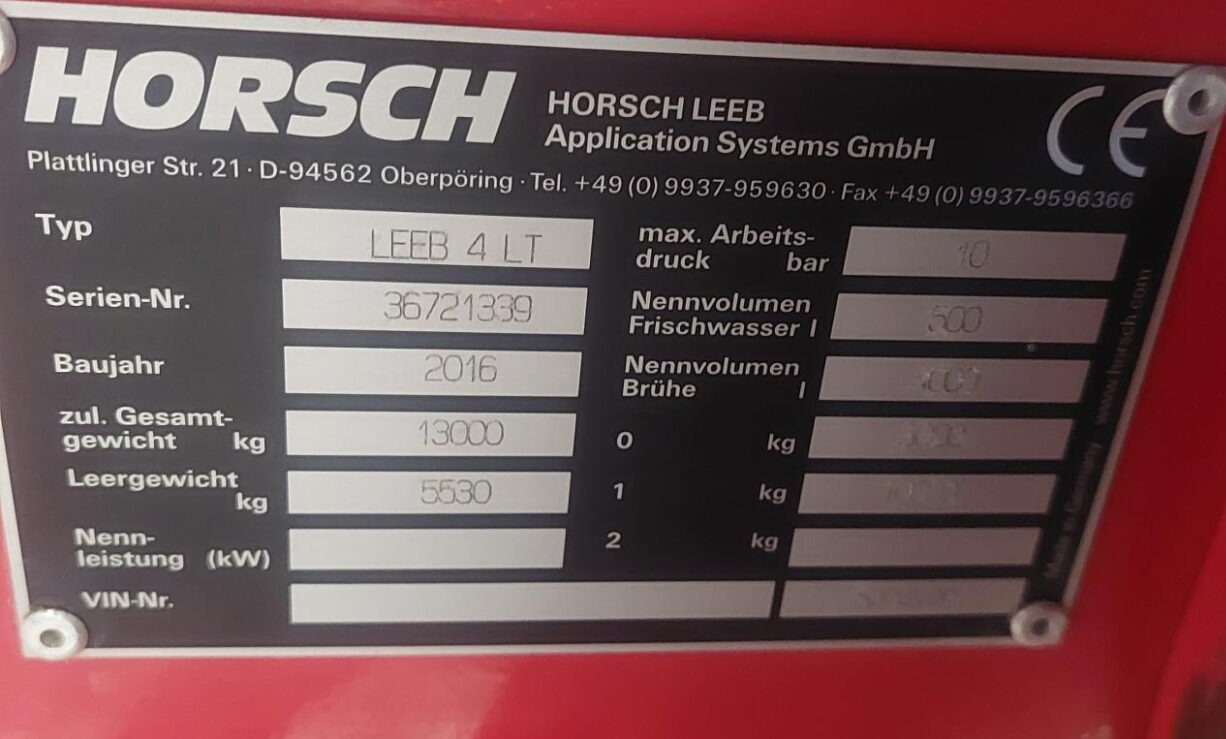 HORSCH
HORSCH LEEB
Application Systems GmbH
CE
Plattlinger Str. 21 · D-94562 Oberpöring · Tel. +49 (0) 9937-959630 · Fax +49 (0) 9937-9596366
Typ LEEB 4 LT
Serien-Nr. 36721339
Baujahr 2016
zul. Gesamt-
gewicht kg 13000
Leergewicht
kg 5530
Nenn-
leistung (kW)
VIN-Nr.
max. Arbeits-
druck bar 10
Nennvolumen
Frischwasser l 500
Nennvolumen
Brühe l
0 kg
1 kg
2 kg
Made in Germany www.horsch.com